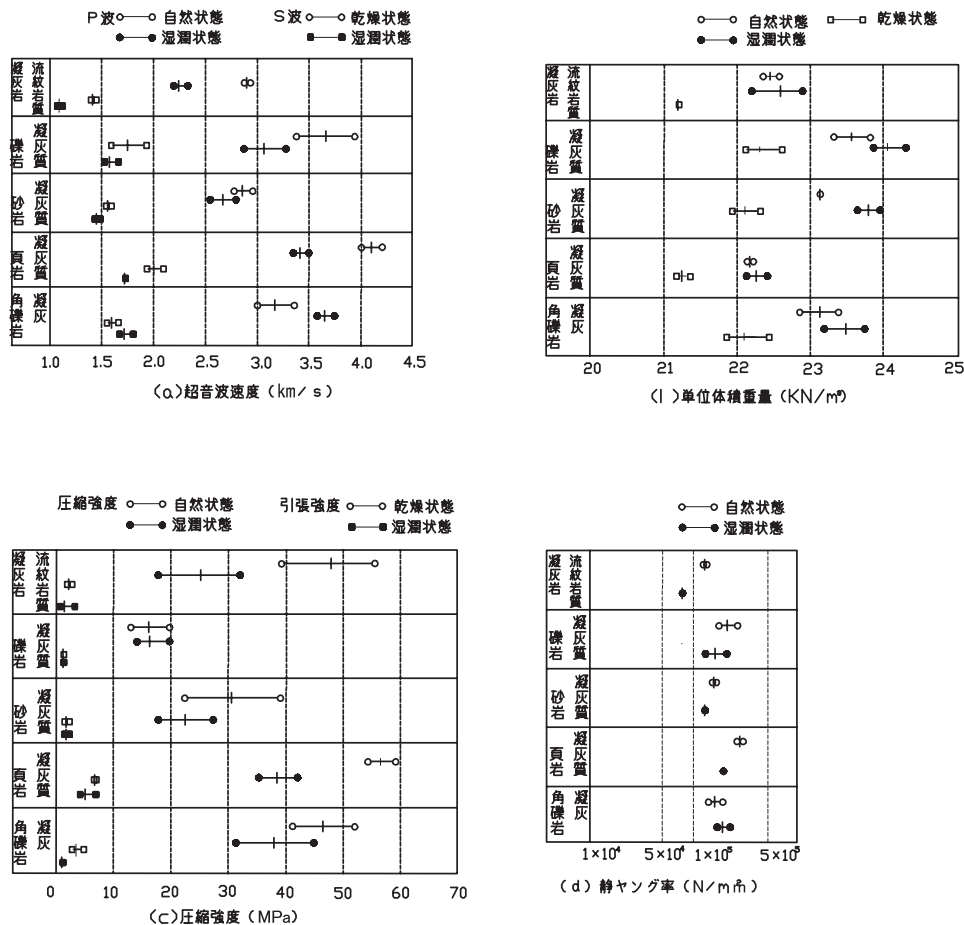 P波 自然状態 S波 乾燥状態
湿潤状態 湿潤状態
流紋岩質凝灰岩
凝灰質礫岩
凝灰質砂岩
凝灰質頁岩
凝灰角礫岩
1.0 1.5 2.0 2.5 3.0 3.5 4.0 4.5
(a)超音波速度(km/s)
自然状態 乾燥状態
湿潤状態
流紋岩質凝灰岩
凝灰質礫岩
凝灰質砂岩
凝灰質頁岩
凝灰角礫岩
20 21 22 23 24 25
(l)単位体積重量(KN/m³)
圧縮強度 自然状態 引張強度 乾燥状態
湿潤状態 湿潤状態
流紋岩質凝灰岩
凝灰質礫岩
凝灰質砂岩
凝灰質頁岩
凝灰角礫岩
0 10 20 30 40 50 60 70
(c)圧縮強度(MPa)
自然状態
湿潤状態
流紋岩質凝灰岩
凝灰質礫岩
凝灰質砂岩
凝灰質頁岩
凝灰角礫岩
1×10⁴ 5×10⁴ 1×10⁵ 5×10⁵
(d)静ヤング率(N/mm²)